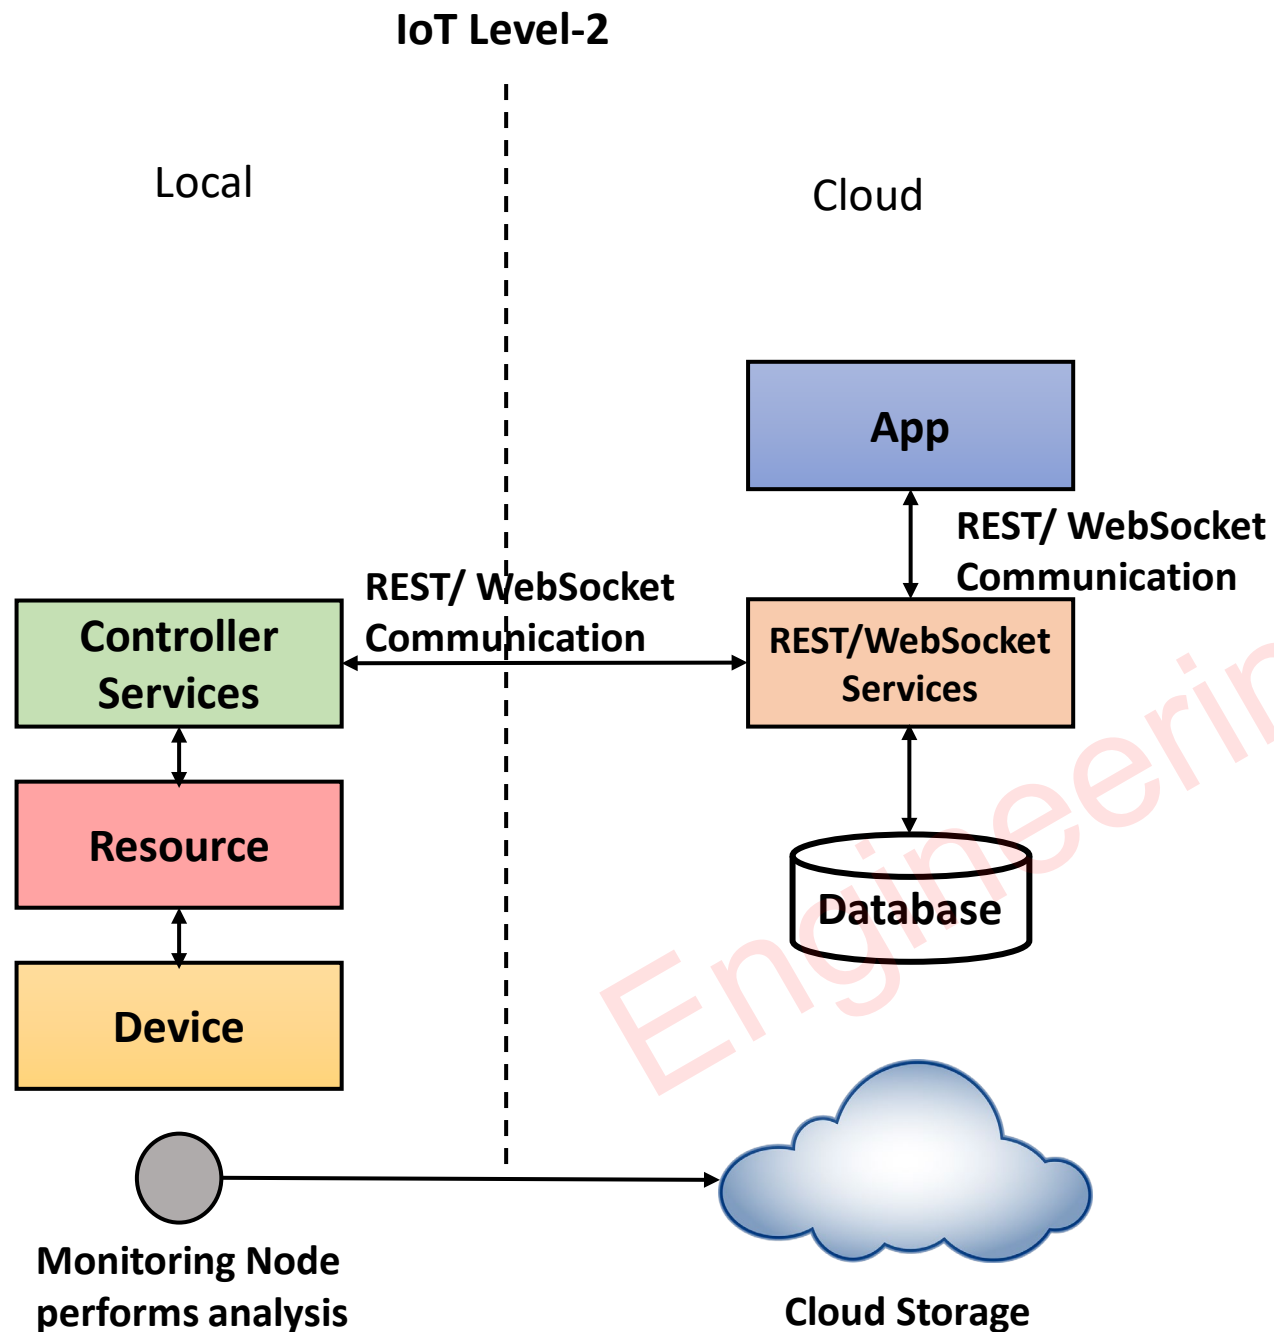 IoT Level-2
Local
Cloud
App
REST/ WebSocket
Communication
REST/ WebSocket
Communication
Controller
Services
REST/WebSocket
Services
Resource
Database
Device
Monitoring Node
performs analysis
Cloud Storage